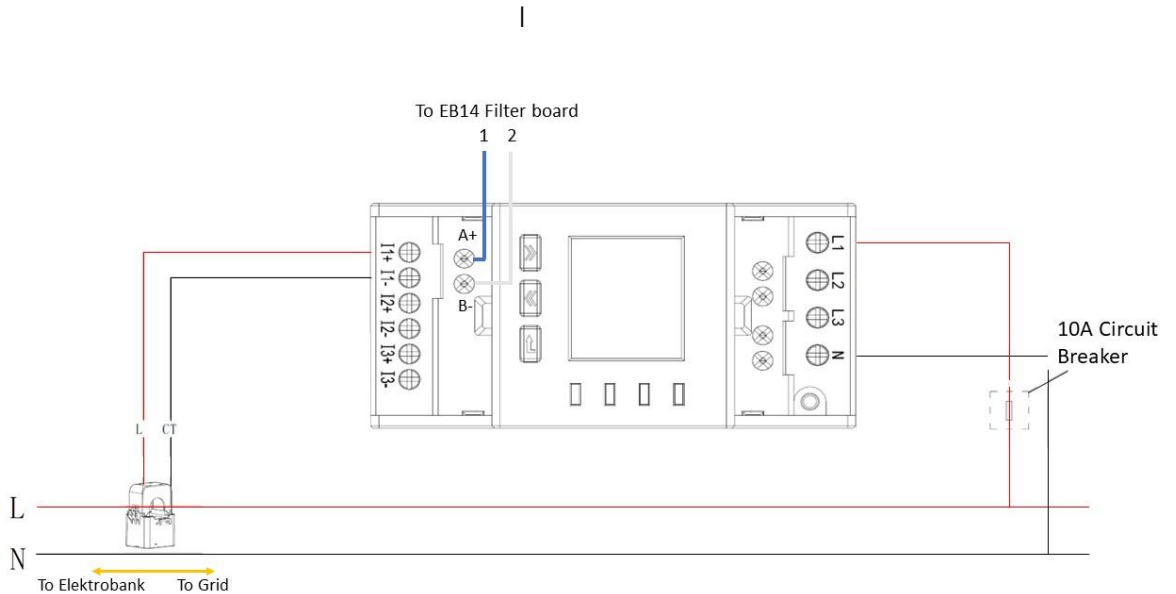 To EB14 Filter board
1 2
A+
B-
I1+
I1-
I2+
I2-
I3+
I3-
L1
L2
L3
N
10A Circuit
Breaker
L CT
L
N
To Elektrobank To Grid